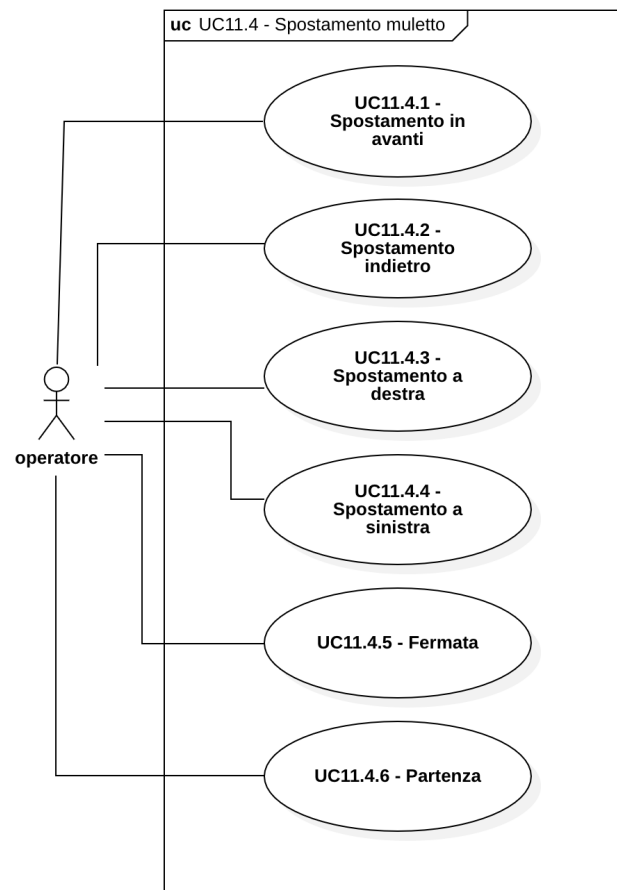 uc UC11.4 - Spostamento muletto
UC11.4.1 -
Spostamento in
avanti
UC11.4.2 -
Spostamento
indietro
UC11.4.3 -
Spostamento a
destra
operatore
UC11.4.4 -
Spostamento a
sinistra
UC11.4.5 - Fermata
UC11.4.6 - Partenza